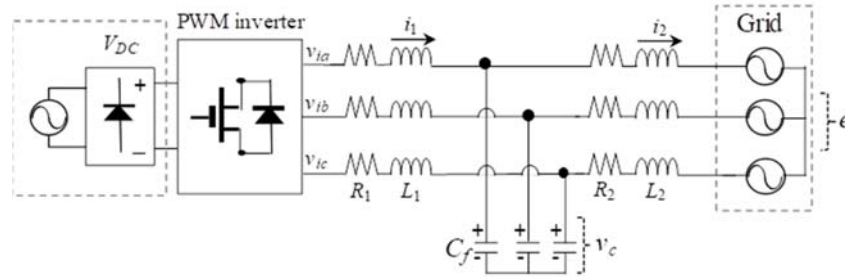 PWM inverter
Grid
V_DC
i_1
i_2
v_ia
+
v_ib
e
−
v_ic
R_1 L_1 R_2 L_2
+ + +
C_f v_c
- - -